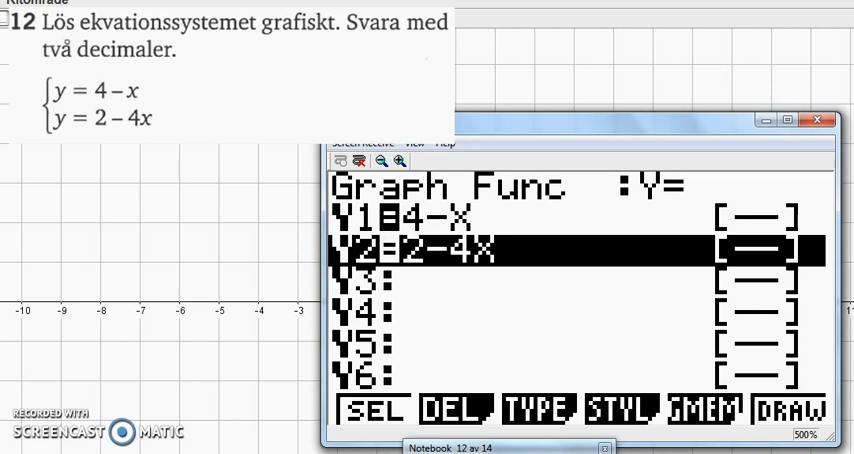 12 Lös ekvationssystemet grafiskt. Svara med
två decimaler.
y = 4 – x
y = 2 – 4x
Graph Func :Y=
Y1=4-X [—]
Y2=2-4X [—]
Y3: [—]
Y4: [—]
Y5: [—]
Y6: [—]
SEL DEL TYPE STYL GMEM DRAW
500%
-10 -9 -8 -7 -6 -5 -4 -3
RECORDED WITH
SCREENCAST MATIC
Notebook 12 av 14